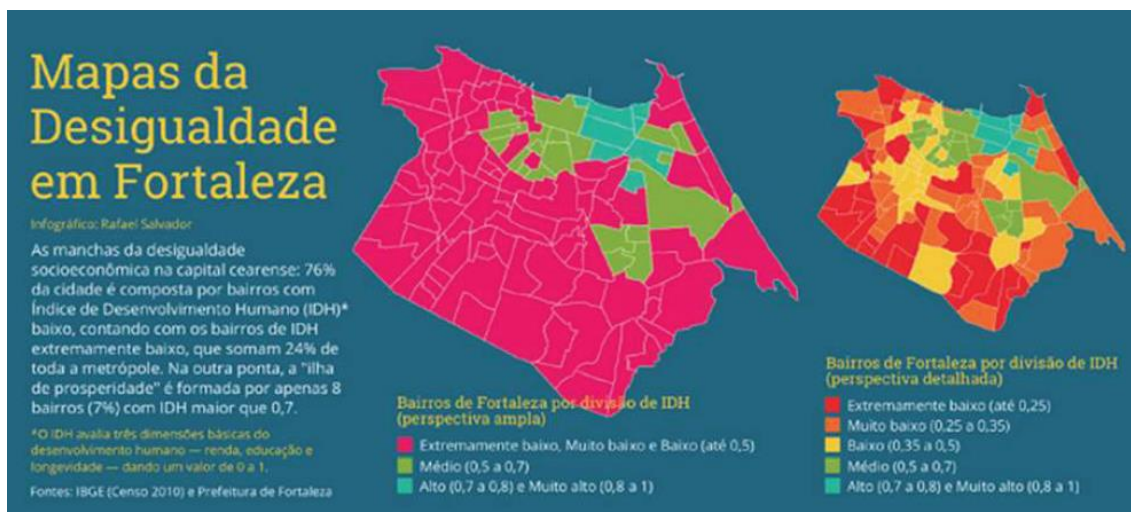 Mapas da
Desigualdade
em Fortaleza
Infográfico: Rafael Salvador
As manchas da desigualdade
socioeconômica na capital cearense: 76%
da cidade é composta por bairros com
Índice de Desenvolvimento Humano (IDH)*
baixo, contando com os bairros de IDH
extremamente baixo, que somam 24% de
toda a metrópole. Na outra ponta, a "ilha
de prosperidade" é formada por apenas 8
bairros (7%) com IDH maior que 0,7.
*O IDH avalia três dimensões básicas do
desenvolvimento humano — renda, educação e
longevidade — dando um valor de 0 a 1.
Fontes: IBGE (Censo 2010) e Prefeitura de Fortaleza
Bairros de Fortaleza por divisão de IDH
(perspectiva ampla)
Extremamente baixo, Muito baixo e Baixo (até 0,5)
Médio (0,5 a 0,7)
Alto (0,7 a 0,8) e Muito alto (0,8 a 1)
Bairros de Fortaleza por divisão de IDH
(perspectiva detalhada)
Extremamente baixo (até 0,25)
Muito baixo (0,25 a 0,35)
Baixo (0,35 a 0,5)
Médio (0,5 a 0,7)
Alto (0,7 a 0,8) e Muito alto (0,8 a 1)